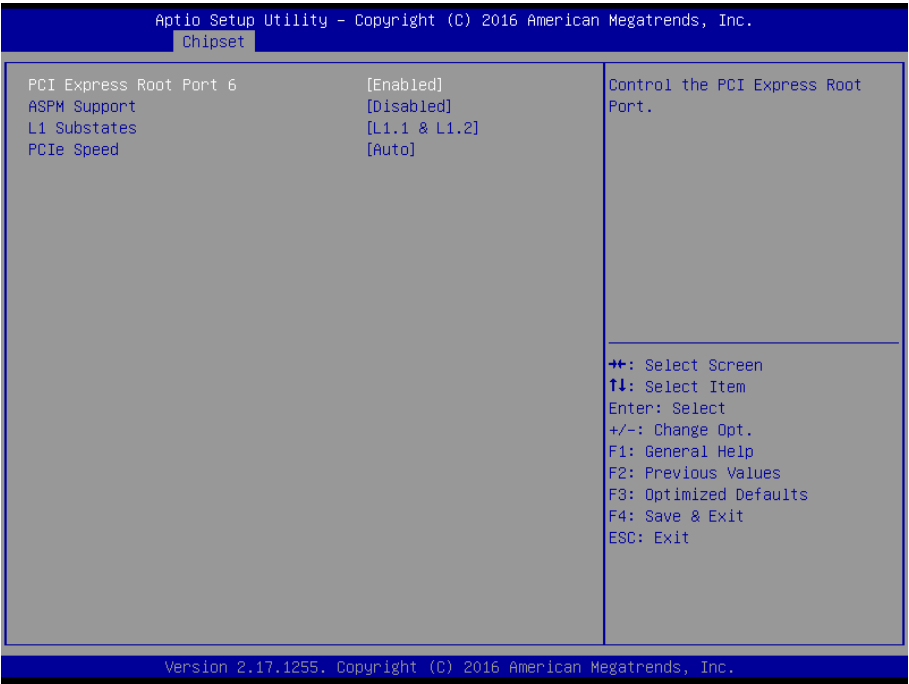 Aptio Setup Utility – Copyright (C) 2016 American Megatrends, Inc.
Chipset
PCI Express Root Port 6 [Enabled]
ASPM Support [Disabled]
L1 Substates [L1.1 & L1.2]
PCIe Speed [Auto]
Control the PCI Express Root
Port.
→←: Select Screen
↑↓: Select Item
Enter: Select
+/-: Change Opt.
F1: General Help
F2: Previous Values
F3: Optimized Defaults
F4: Save & Exit
ESC: Exit
Version 2.17.1255. Copyright (C) 2016 American Megatrends, Inc.